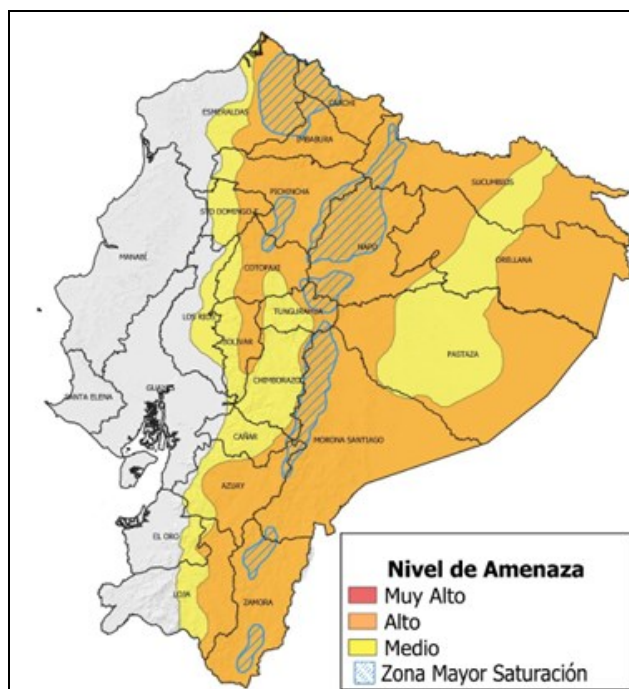 CARCHI
ESMERALDAS
IMBABURA
SUCUMBIOS
PICHINCHA
STO DOMINGO
NAPO
MANABÍ
ORELLANA
COTOPAXI
LOS RIOS
TUNGURAHUA
BOLIVAR
PASTAZA
CHIMBORAZO
SANTA ELENA
GUAYAS
CAÑAR
MORONA SANTIAGO
AZUAY
EL ORO
LOJA
ZAMORA
Nivel de Amenaza
Muy Alto
Alto
Medio
Zona Mayor Saturación